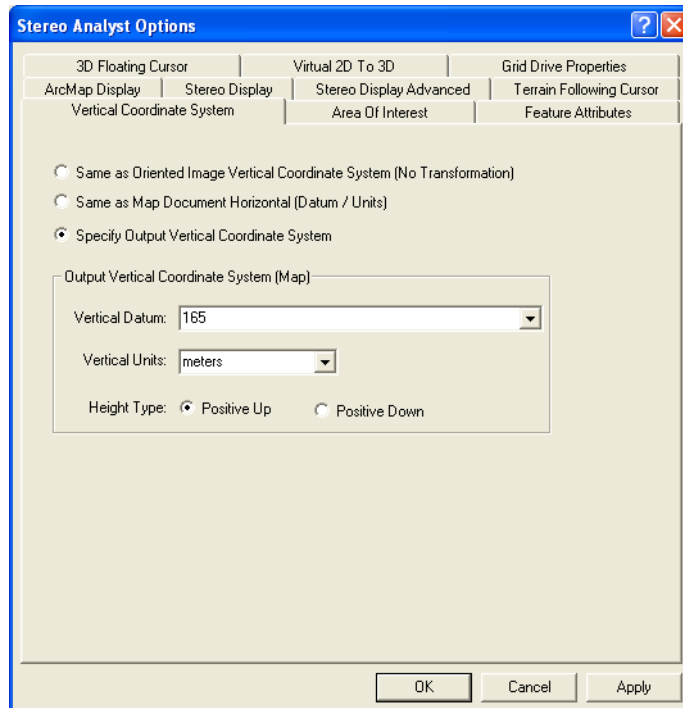 Stereo Analyst Options
3D Floating Cursor Virtual 2D To 3D Grid Drive Properties
ArcMap Display Stereo Display Stereo Display Advanced Terrain Following Cursor
Vertical Coordinate System Area Of Interest Feature Attributes
Same as Oriented Image Vertical Coordinate System (No Transformation)
Same as Map Document Horizontal (Datum / Units)
Specify Output Vertical Coordinate System
Output Vertical Coordinate System (Map)
Vertical Datum: 165
Vertical Units: meters
Height Type: Positive Up Positive Down
OK Cancel Apply